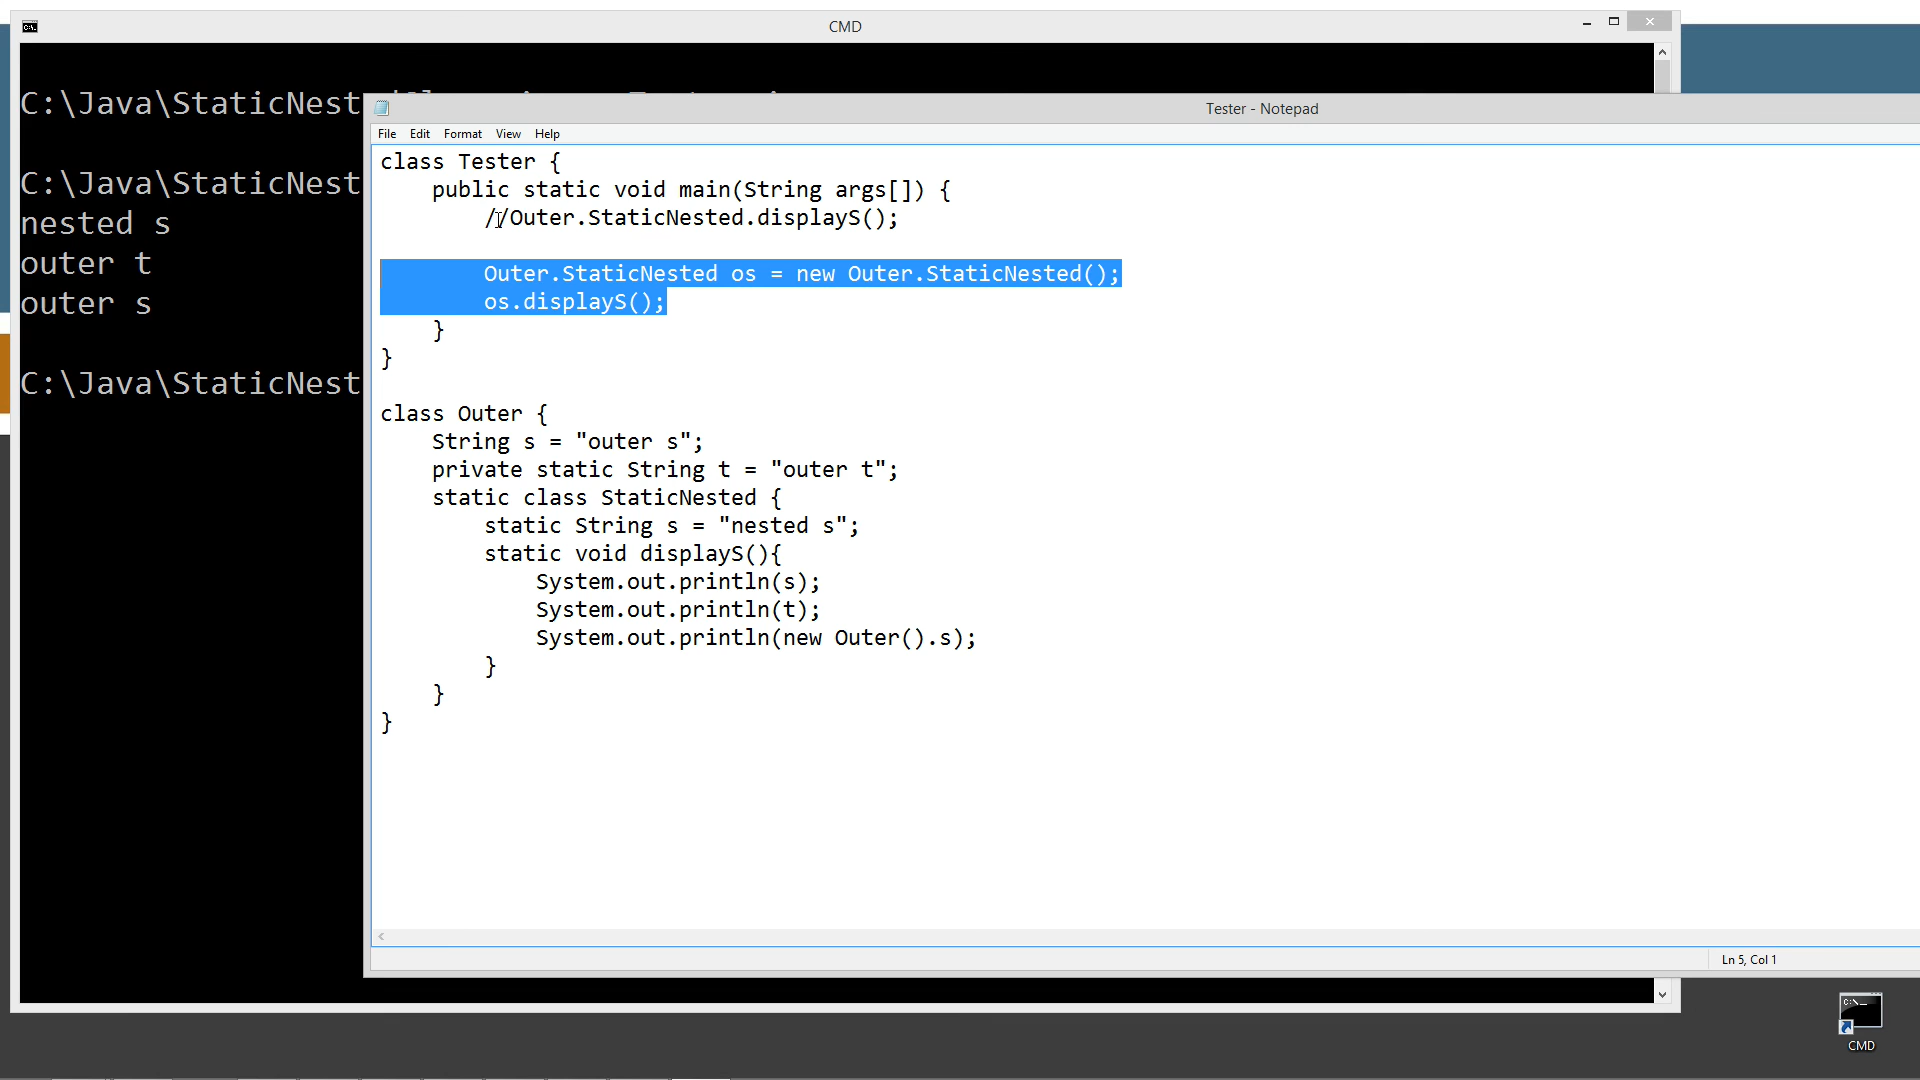 CMD
C:\Java\StaticNest
Tester - Notepad
File Edit Format View Help
C:\Java\StaticNest
nested s
outer t
outer s
C:\Java\StaticNest
class Tester {
    public static void main(String args[]) {
        //Outer.StaticNested.displayS();
        Outer.StaticNested os = new Outer.StaticNested();
        os.displayS();
    }
}
class Outer {
    String s = "outer s";
    private static String t = "outer t";
    static class StaticNested {
        static String s = "nested s";
        static void displayS(){
            System.out.println(s);
            System.out.println(t);
            System.out.println(new Outer().s);
        }
    }
}
Ln 5, Col 1
CMD